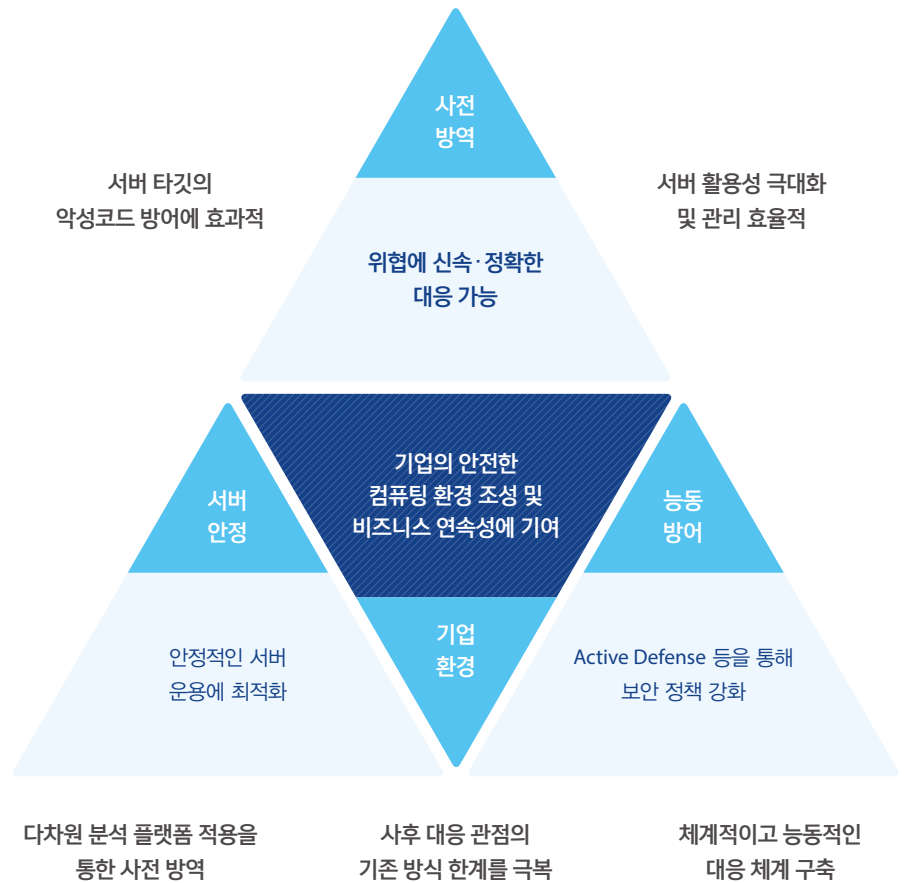 사전
방역
서버 타깃의
악성코드 방어에 효과적
서버 활용성 극대화
및 관리 효율적
위협에 신속·정확한
대응 가능
기업의 안전한
컴퓨팅 환경 조성 및
비즈니스 연속성에 기여
서버
안정
능동
방어
기업
환경
안정적인 서버
운용에 최적화
Active Defense 등을 통해
보안 정책 강화
다차원 분석 플랫폼 적용을
통한 사전 방역
사후 대응 관점의
기존 방식 한계를 극복
체계적이고 능동적인
대응 체계 구축